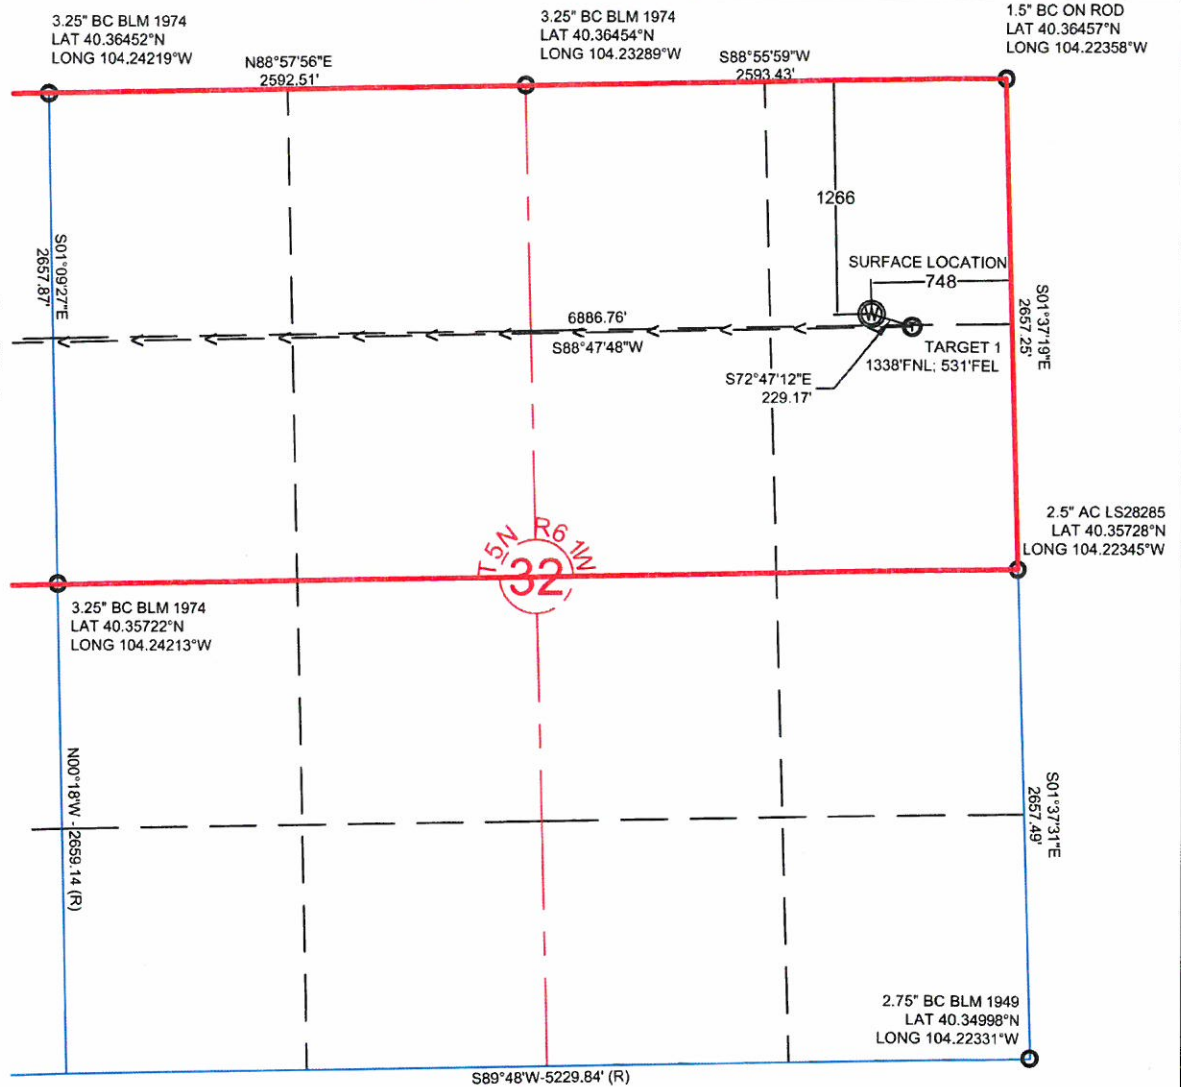 3.25" BC BLM 1974
LAT 40.36452°N
LONG 104.24219°W
3.25" BC BLM 1974
LAT 40.36454°N
LONG 104.23289°W
1.5" BC ON ROD
LAT 40.36457°N
LONG 104.22358°W
N88°57'56"E
2592.51'
S88°55'59"W
2593.43'
1266
SURFACE LOCATION
748
W
S01°09'27"E
2657.87'
6886.76'
S88°47'48"W
S01°37'19"E
2657.25'
T
TARGET 1
1338'FNL; 531'FEL
S72°47'12"E
229.17'
T 5N R6 1W
32
2.5" AC LS28285
LAT 40.35728°N
LONG 104.22345°W
3.25" BC BLM 1974
LAT 40.35722°N
LONG 104.24213°W
N00°18'W -2659.14 (R)
S01°37'31"E
2657.49'
2.75" BC BLM 1949
LAT 40.34998°N
LONG 104.22331°W
S89°48'W-5229.84' (R)